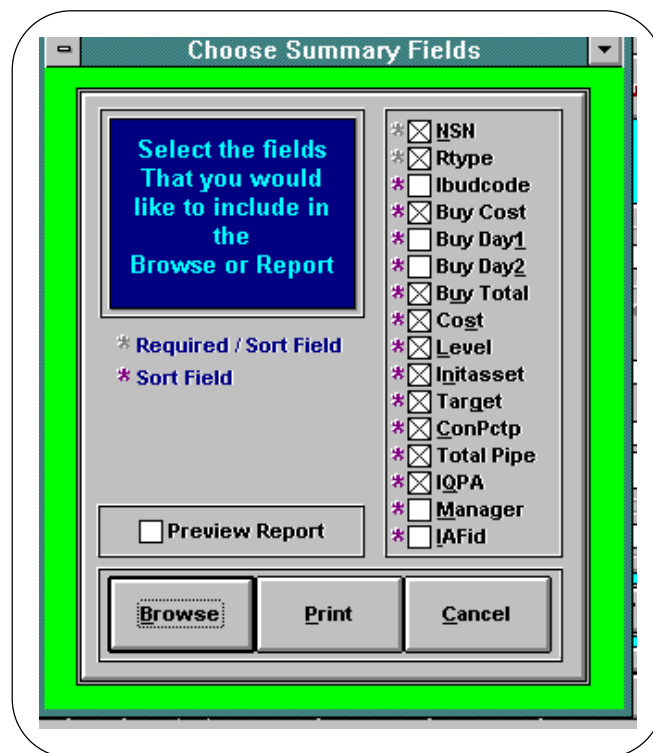 Choose Summary Fields
Select the fields
That you would
like to include in
the
Browse or Report
* Required / Sort Field
* Sort Field
* NSN
* Rtype
* Ibudcode
* Buy Cost
* Buy Day1
* Buy Day2
* Buy Total
* Cost
* Level
* Initasset
* Target
* ConPctp
* Total Pipe
* IQPA
* Manager
* IAFid
Preview Report
Browse
Print
Cancel